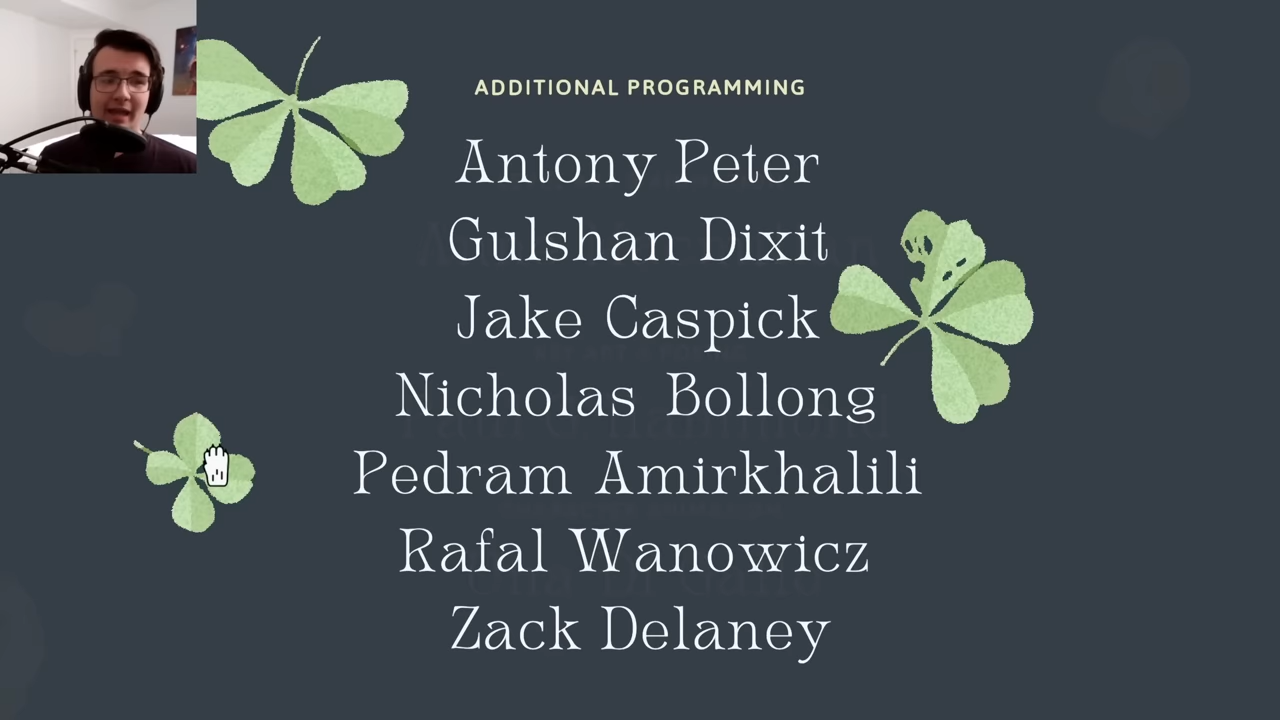 ADDITIONAL PROGRAMMING
Antony Peter
Gulshan Dixit
Jake Caspick
Nicholas Bollong
Pedram Amirkhalili
Rafal Wanowicz
Zack Delaney